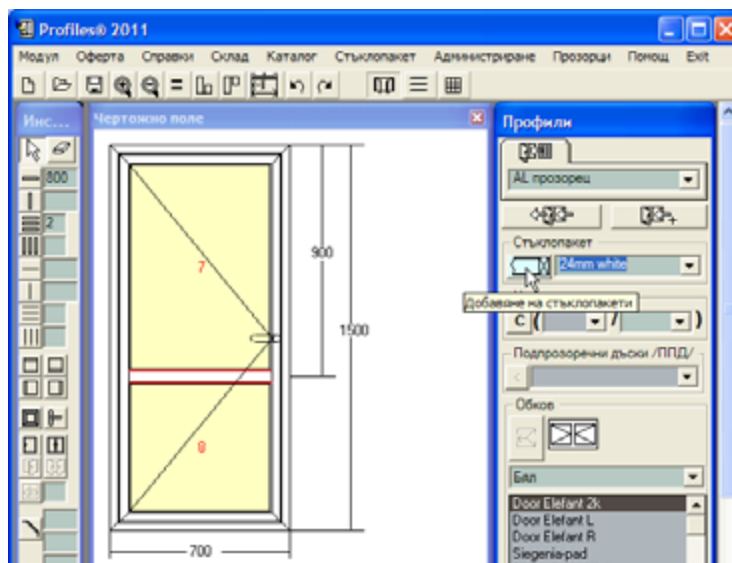 Profiles® 2011
Модул Оферта Справки Склад Каталог Стъклопакет Администриране Прозорци Помощ Exit
Инс...
Чертожно поле
Профили
800
2
7
8
900
1500
700
AL прозорец
Стъклопакет
24mm white
Добавяне на стъклопакети
C ( / )
Подпрозоречни дъски /ППД/
Обков
Бял
Door Elefant 2k
Door Elefant L
Door Elefant R
Siegenia-pad